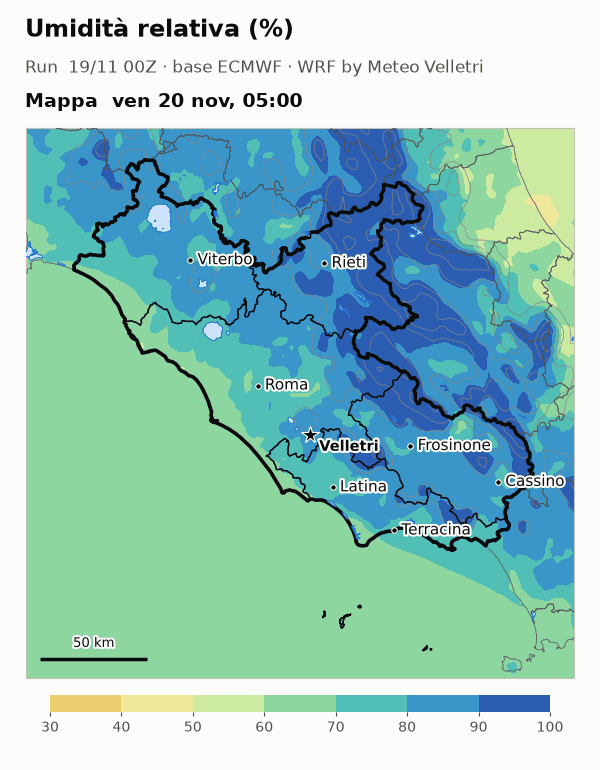 Umidità relativa (%)
Run 19/11 00Z · base ECMWF · WRF by Meteo Velletri
Mappa ven 20 nov, 05:00
Viterbo
Rieti
Roma
Velletri
Frosinone
Latina
Cassino
Terracina
50 km
30 40 50 60 70 80 90 100